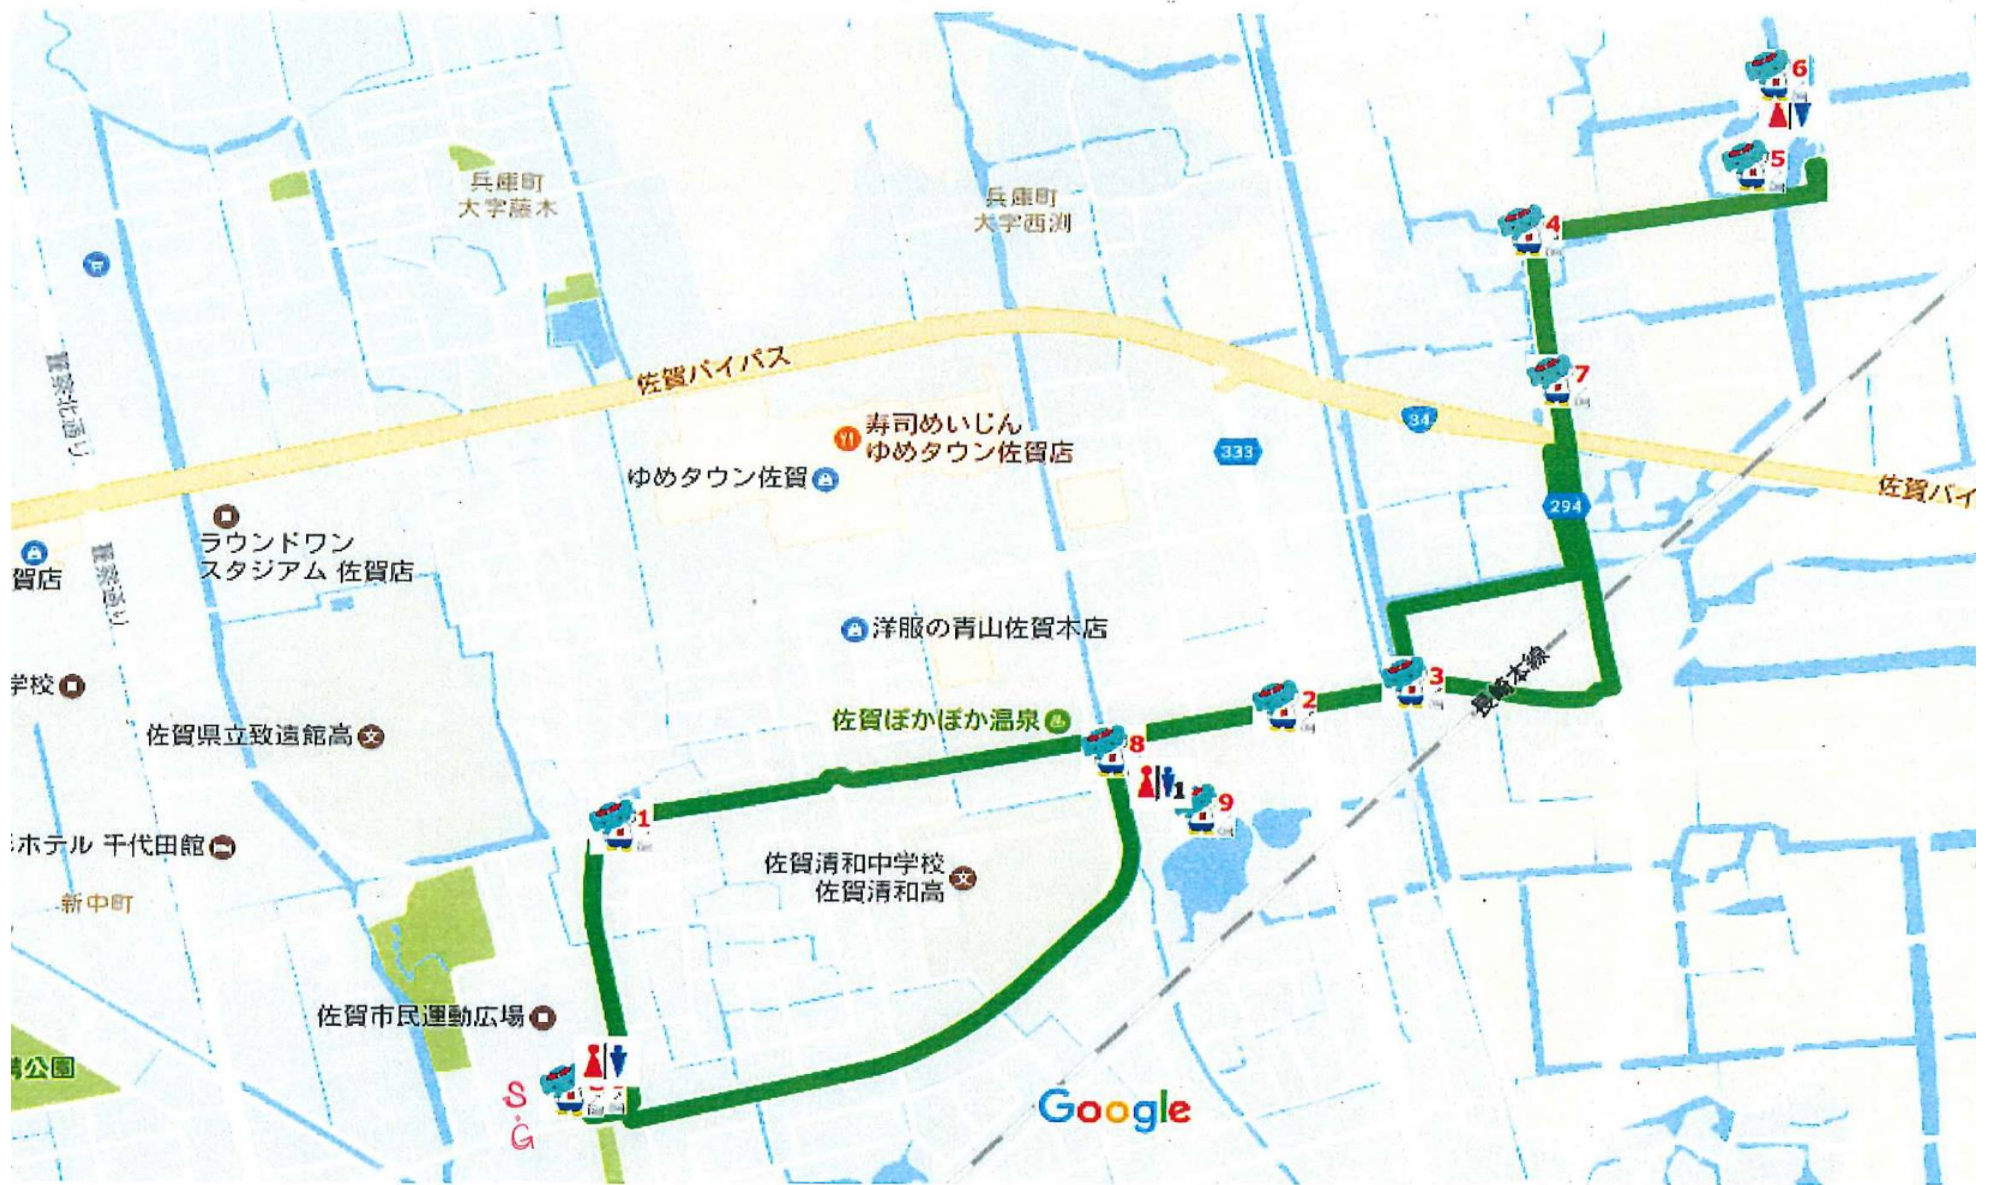 6
5
4
兵庫町
大字藤木
兵庫町
大字西渕
7
佐賀バイパス
34
寿司めいじん
ゆめタウン佐賀店
333
ゆめタウン佐賀
佐賀バイ
294
ラウンドワン
スタジアム 佐賀店
賀店
洋服の青山佐賀本店
長崎本線
学校
3
2
佐賀ぽかぽか温泉
佐賀県立致遠館高
8
1
9
1
ホテル 千代田館
佐賀清和中学校
佐賀清和高
新中町
佐賀市民運動広場
公園
S
・
G
Google